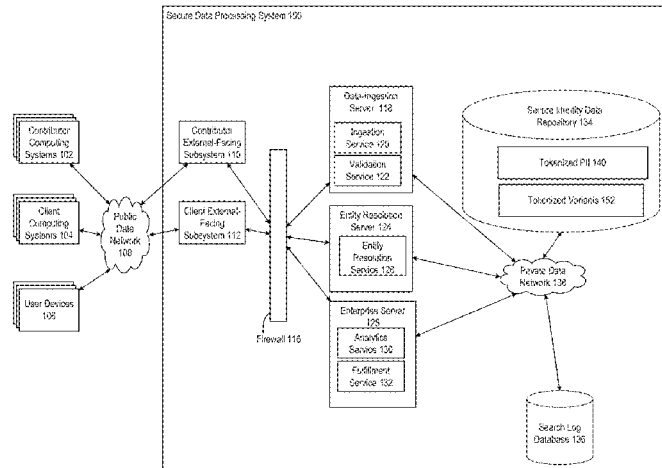 Secure Data Processing System 100
Contributor
Computing
Systems 102
Client
Computing
Systems 104
User Devices
106
Public
Data
Network
108
Contributor
External-Facing
Subsystem 110
Client External-
Facing
Subsystem 112
Firewall 116
Data-Ingestion
Server 118
Ingestion
Service 120
Validation
Service 122
Entity Resolution
Server 124
Entity
Resolution
Service 126
Enterprise Server
128
Analytics
Service 130
Fulfillment
Service 132
Secure Identity Data
Repository 134
Tokenized PII 140
Tokenized Variants 152
Private Data
Network
Search Log
Database